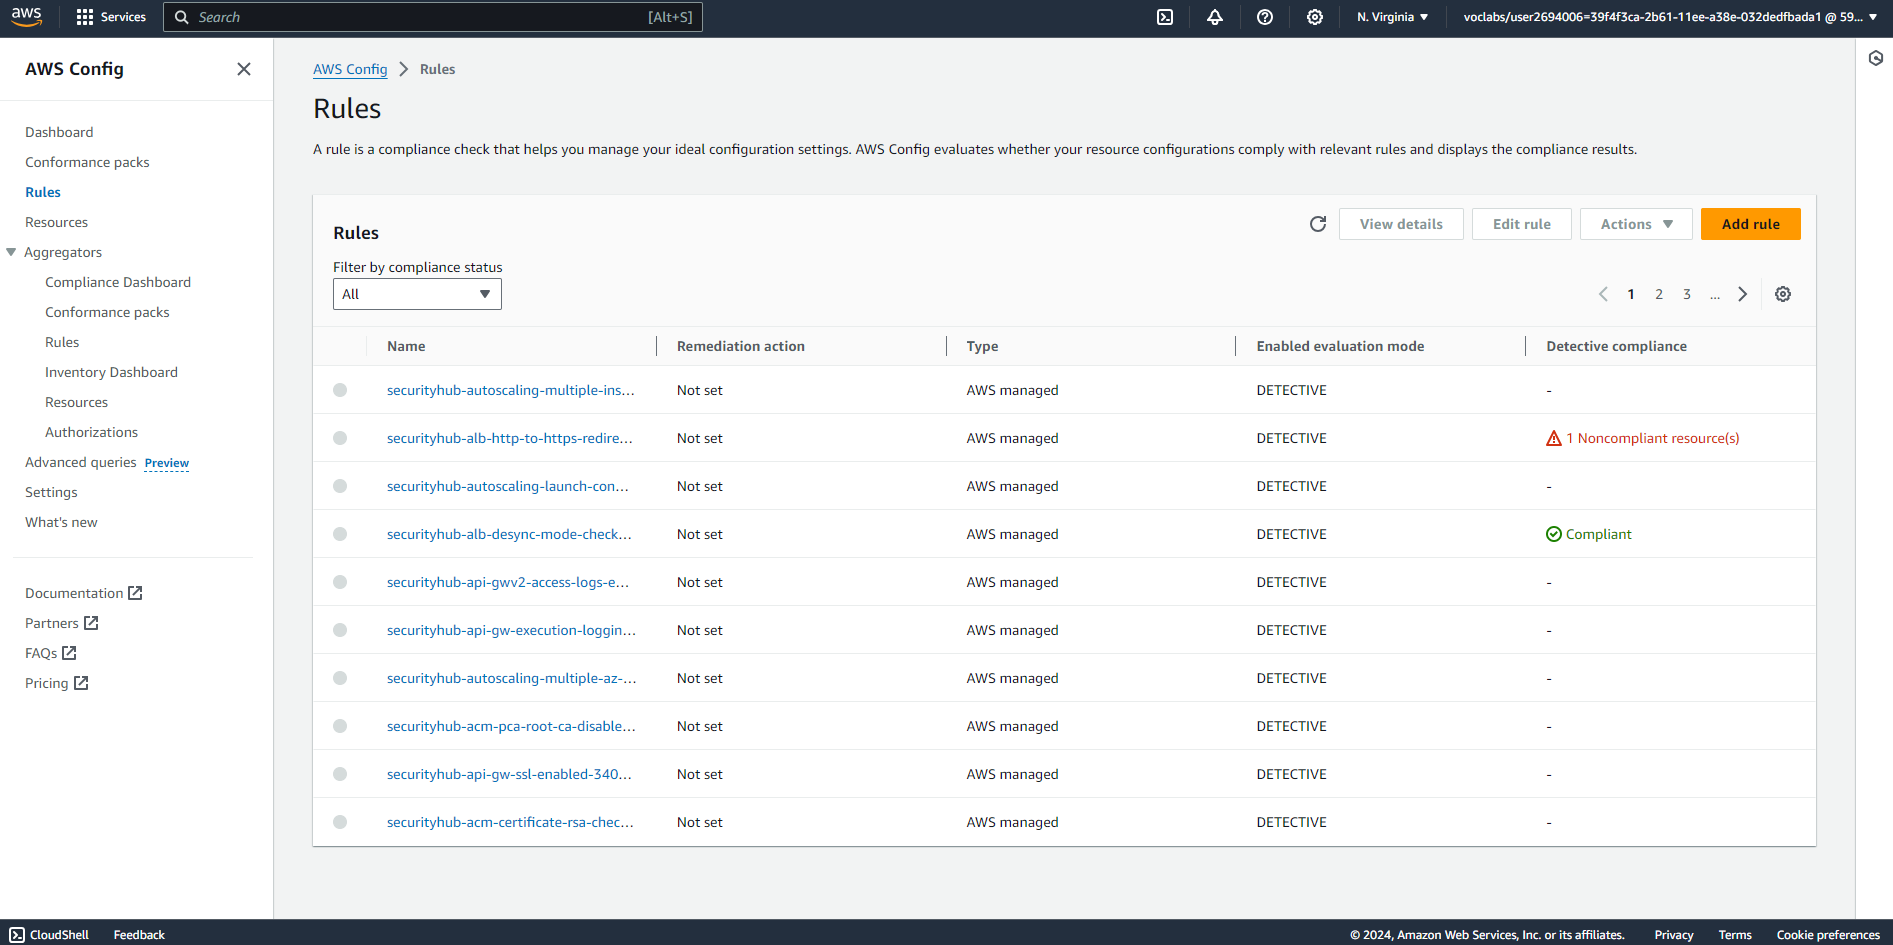 aws Services Search [Alt+S] N. Virginia voclabs/user2694006=39f4f3ca-2b61-11ee-a38e-032dedfbada1 @ 59...
AWS Config
Dashboard
Conformance packs
Rules
Resources
Aggregators
Compliance Dashboard
Conformance packs
Rules
Inventory Dashboard
Resources
Authorizations
Advanced queries Preview
Settings
What's new
Documentation
Partners
FAQs
Pricing
AWS Config > Rules
Rules
A rule is a compliance check that helps you manage your ideal configuration settings. AWS Config evaluates whether your resource configurations comply with relevant rules and displays the compliance results.
Rules View details Edit rule Actions Add rule
Filter by compliance status
All 1 2 3 ...
Name Remediation action Type Enabled evaluation mode Detective compliance
securityhub-autoscaling-multiple-ins... Not set AWS managed DETECTIVE -
securityhub-alb-http-to-https-redire... Not set AWS managed DETECTIVE 1 Noncompliant resource(s)
securityhub-autoscaling-launch-con... Not set AWS managed DETECTIVE -
securityhub-alb-desync-mode-check... Not set AWS managed DETECTIVE Compliant
securityhub-api-gwv2-access-logs-e... Not set AWS managed DETECTIVE -
securityhub-api-gw-execution-loggin... Not set AWS managed DETECTIVE -
securityhub-autoscaling-multiple-az-... Not set AWS managed DETECTIVE -
securityhub-acm-pca-root-ca-disable... Not set AWS managed DETECTIVE -
securityhub-api-gw-ssl-enabled-340... Not set AWS managed DETECTIVE -
securityhub-acm-certificate-rsa-chec... Not set AWS managed DETECTIVE -
CloudShell Feedback © 2024, Amazon Web Services, Inc. or its affiliates. Privacy Terms Cookie preferences